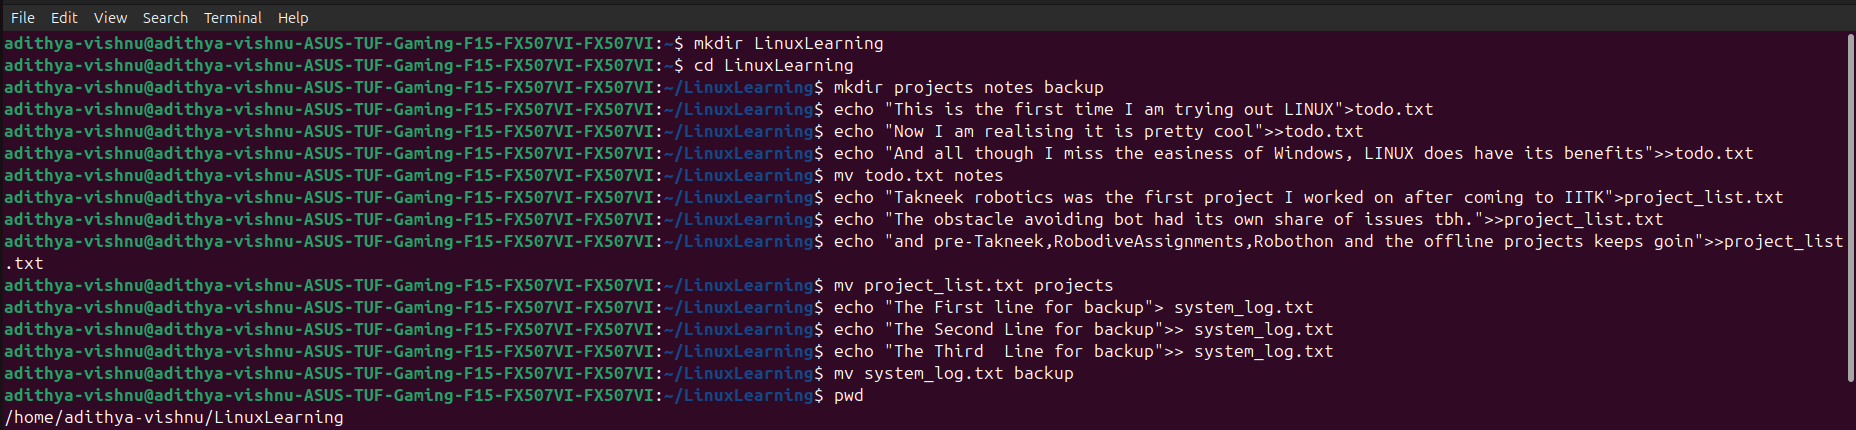 File Edit View Search Terminal Help
adithya-vishnu@adithya-vishnu-ASUS-TUF-Gaming-F15-FX507VI-FX507VI:~$ mkdir LinuxLearning
adithya-vishnu@adithya-vishnu-ASUS-TUF-Gaming-F15-FX507VI-FX507VI:~$ cd LinuxLearning
adithya-vishnu@adithya-vishnu-ASUS-TUF-Gaming-F15-FX507VI-FX507VI:~/LinuxLearning$ mkdir projects notes backup
adithya-vishnu@adithya-vishnu-ASUS-TUF-Gaming-F15-FX507VI-FX507VI:~/LinuxLearning$ echo "This is the first time I am trying out LINUX">todo.txt
adithya-vishnu@adithya-vishnu-ASUS-TUF-Gaming-F15-FX507VI-FX507VI:~/LinuxLearning$ echo "Now I am realising it is pretty cool">>todo.txt
adithya-vishnu@adithya-vishnu-ASUS-TUF-Gaming-F15-FX507VI-FX507VI:~/LinuxLearning$ echo "And all though I miss the easiness of Windows, LINUX does have its benefits">>todo.txt
adithya-vishnu@adithya-vishnu-ASUS-TUF-Gaming-F15-FX507VI-FX507VI:~/LinuxLearning$ mv todo.txt notes
adithya-vishnu@adithya-vishnu-ASUS-TUF-Gaming-F15-FX507VI-FX507VI:~/LinuxLearning$ echo "Takneek robotics was the first project I worked on after coming to IITK">project_list.txt
adithya-vishnu@adithya-vishnu-ASUS-TUF-Gaming-F15-FX507VI-FX507VI:~/LinuxLearning$ echo "The obstacle avoiding bot had its own share of issues tbh.">>project_list.txt
adithya-vishnu@adithya-vishnu-ASUS-TUF-Gaming-F15-FX507VI-FX507VI:~/LinuxLearning$ echo "and pre-Takneek,RobodiveAssignments,Robothon and the offline projects keeps goin">>project_list
.txt
adithya-vishnu@adithya-vishnu-ASUS-TUF-Gaming-F15-FX507VI-FX507VI:~/LinuxLearning$ mv project_list.txt projects
adithya-vishnu@adithya-vishnu-ASUS-TUF-Gaming-F15-FX507VI-FX507VI:~/LinuxLearning$ echo "The First line for backup"> system_log.txt
adithya-vishnu@adithya-vishnu-ASUS-TUF-Gaming-F15-FX507VI-FX507VI:~/LinuxLearning$ echo "The Second Line for backup">> system_log.txt
adithya-vishnu@adithya-vishnu-ASUS-TUF-Gaming-F15-FX507VI-FX507VI:~/LinuxLearning$ echo "The Third  Line for backup">> system_log.txt
adithya-vishnu@adithya-vishnu-ASUS-TUF-Gaming-F15-FX507VI-FX507VI:~/LinuxLearning$ mv system_log.txt backup
adithya-vishnu@adithya-vishnu-ASUS-TUF-Gaming-F15-FX507VI-FX507VI:~/LinuxLearning$ pwd
/home/adithya-vishnu/LinuxLearning